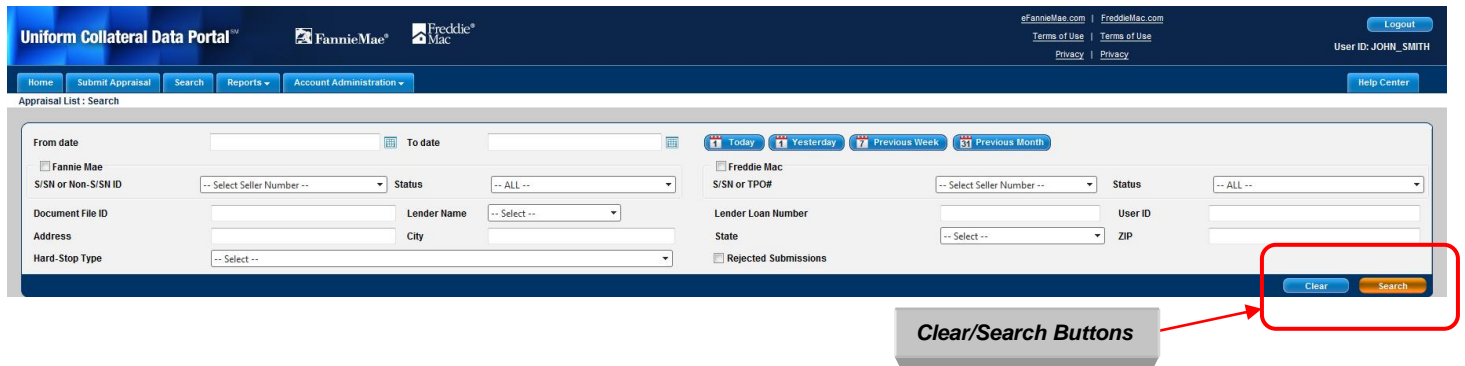 eFannieMae.com | FreddieMac.com
Uniform Collateral Data Portal℠ FannieMae® Freddie Mac® Terms of Use | Terms of Use Logout
Privacy | Privacy User ID: JOHN_SMITH
Home Submit Appraisal Search Reports Account Administration Help Center
Appraisal List : Search
From date To date 1 Today 1 Yesterday 7 Previous Week 31 Previous Month
Fannie Mae Freddie Mac
S/SN or Non-S/SN ID -- Select Seller Number -- Status -- ALL -- S/SN or TPO# -- Select Seller Number -- Status -- ALL --
Document File ID Lender Name -- Select -- Lender Loan Number User ID
Address City State -- Select -- ZIP
Hard-Stop Type -- Select -- Rejected Submissions
Clear Search
Clear/Search Buttons